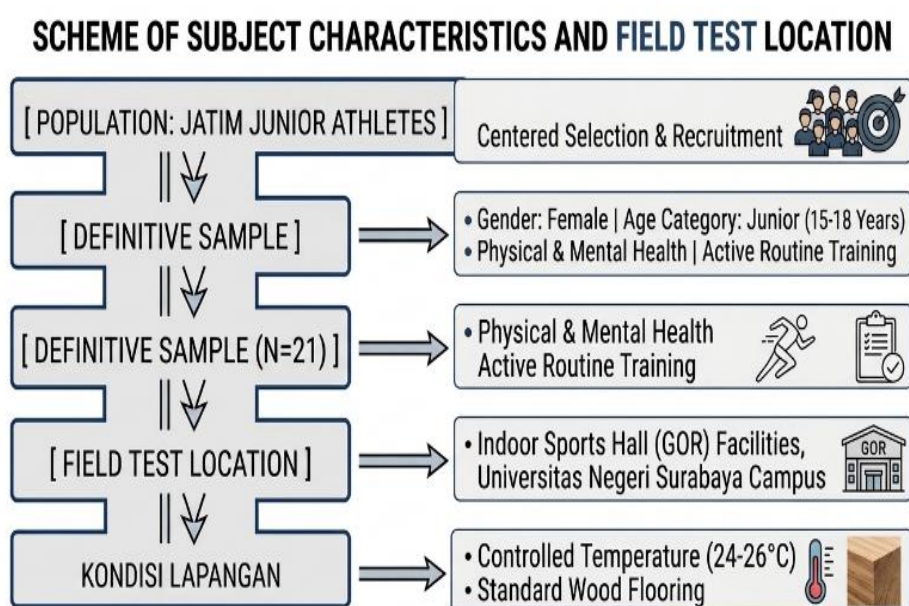 SCHEME OF SUBJECT CHARACTERISTICS AND FIELD TEST LOCATION
[ POPULATION: JATIM JUNIOR ATHLETES ]
Centered Selection & Recruitment
[ DEFINITIVE SAMPLE ]
• Gender: Female | Age Category: Junior (15-18 Years)
• Physical & Mental Health | Active Routine Training
[ DEFINITIVE SAMPLE (N=21) ]
• Physical & Mental Health
Active Routine Training
[ FIELD TEST LOCATION ]
• Indoor Sports Hall (GOR) Facilities,
Universitas Negeri Surabaya Campus
GOR
KONDISI LAPANGAN
• Controlled Temperature (24-26°C)
• Standard Wood Flooring